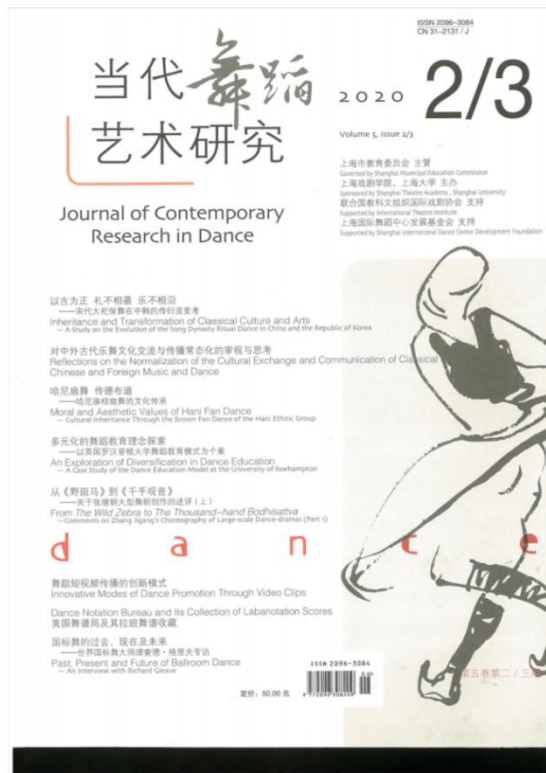 ISSN 2096-3084
CN 31-2131 / J
当代舞蹈
艺术研究
2020 2/3
Volume 5, Issue 2/3
Journal of Contemporary
Research in Dance
上海市教育委员会 主管
Governed by Shanghai Municipal Education Commission
上海戏剧学院、上海大学 主办
Sponsored by Shanghai Theatre Academy, Shanghai University
联合国教科文组织国际戏剧协会 支持
Supported by International Theatre Institute
上海国际舞蹈中心发展基金会 支持
Supported by Shanghai International Dance Center Development Foundation
以古为正 礼不相袭 乐不相沿
——宋代大祀佾舞在中韩的传衍流变考
Inheritance and Transformation of Classical Culture and Arts
— A Study on the Evolution of the Song Dynasty Ritual Dance in China and the Republic of Korea
对中外古代乐舞文化交流与传播常态化的审视与思考
Reflections on the Normalization of the Cultural Exchange and Communication of Classical
Chinese and Foreign Music and Dance
哈尼扇舞 传德布道
——哈尼族棕扇舞的文化传承
Moral and Aesthetic Values of Hani Fan Dance
— Cultural Inheritance Through the Brown Fan Dance of the Hani Ethnic Group
多元化的舞蹈教育理念探索
——以英国罗汉普顿大学舞蹈教育模式为个案
An Exploration of Diversification in Dance Education
— A Case Study of the Dance Education Model at the University of Roehampton
从《野斑马》到《千手观音》
——关于张继钢大型舞剧创作的述评（上）
From The Wild Zebra to The Thousand-hand Bodhisattva
—Comments on Zhang Jigang's Choreography of Large-scale Dance-dramas (Part 1)
d a n c e
舞蹈短视频传播的创新模式
Innovative Modes of Dance Promotion Through Video Clips
Dance Notation Bureau and Its Collection of Labanotation Scores
美国舞谱局及其拉班舞谱收藏
国标舞的过去、现在及未来
——世界国标舞大师理查德·格里夫专访
Past, Present and Future of Ballroom Dance
— An Interview with Richard Gleave
定价：50.00 元
ISSN 2096-3084
第五卷第二 / 三期